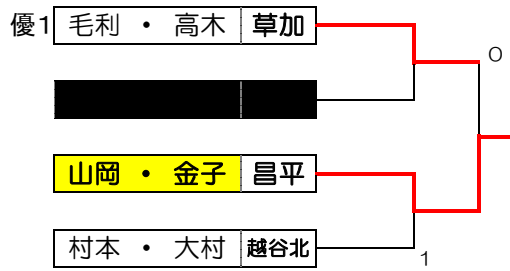 優1 毛利 ・ 高木 草加
0
山岡 ・ 金子 昌平
村本 ・ 大村 越谷北
1